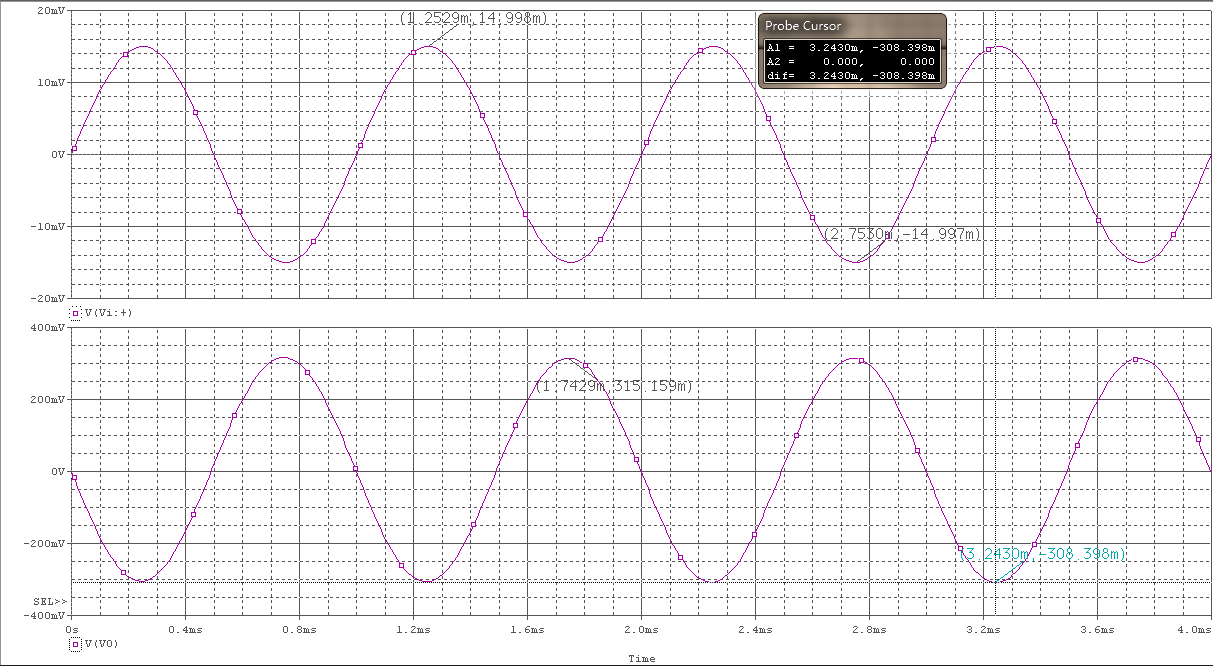 20mV
(1.2529m,14.998m)
Probe Cursor
A1 = 3.2430m, -308.398m
A2 = 0.000, 0.000
dif= 3.2430m, -308.398m
10mV
0V
-10mV
(2.7530m,-14.997m)
-20mV
V(Vi:+)
400mV
(1.7429m,315.159m)
200mV
0V
-200mV
(3.2430m,-308.398m)
SEL>>
-400mV
0s 0.4ms 0.8ms 1.2ms 1.6ms 2.0ms 2.4ms 2.8ms 3.2ms 3.6ms 4.0ms
V(VO)
Time